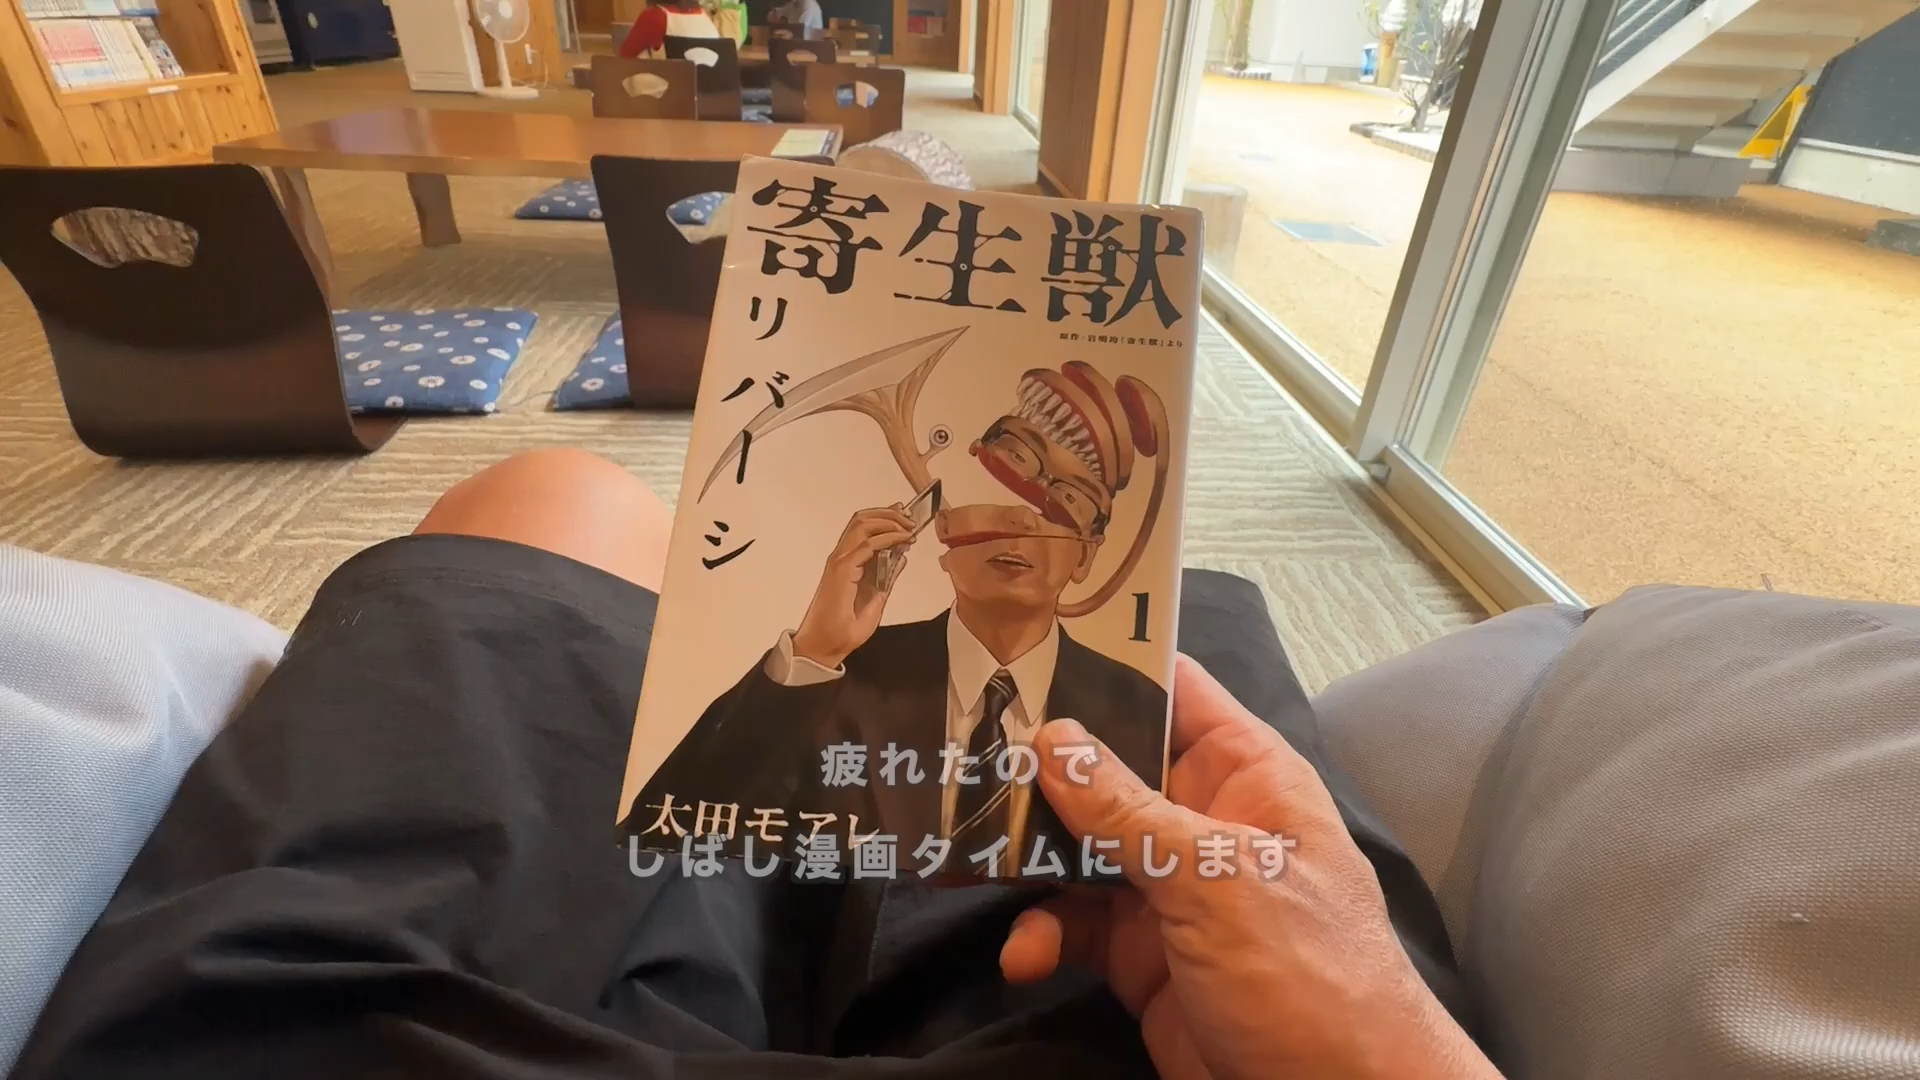 寄生獣
リバーシ
原作:岩明均「寄生獣」より
1
太田モアレ
疲れたので
しばし漫画タイムにします